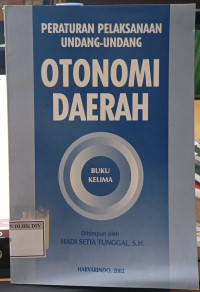 PERATURAN PELAKSANAAN
UNDANG-UNDANG
OTONOMI
DAERAH
BUKU
KELIMA
Dihimpun oleh :
HADI SETIA TUNGGAL, S.H.
HARVARINDO, 2002